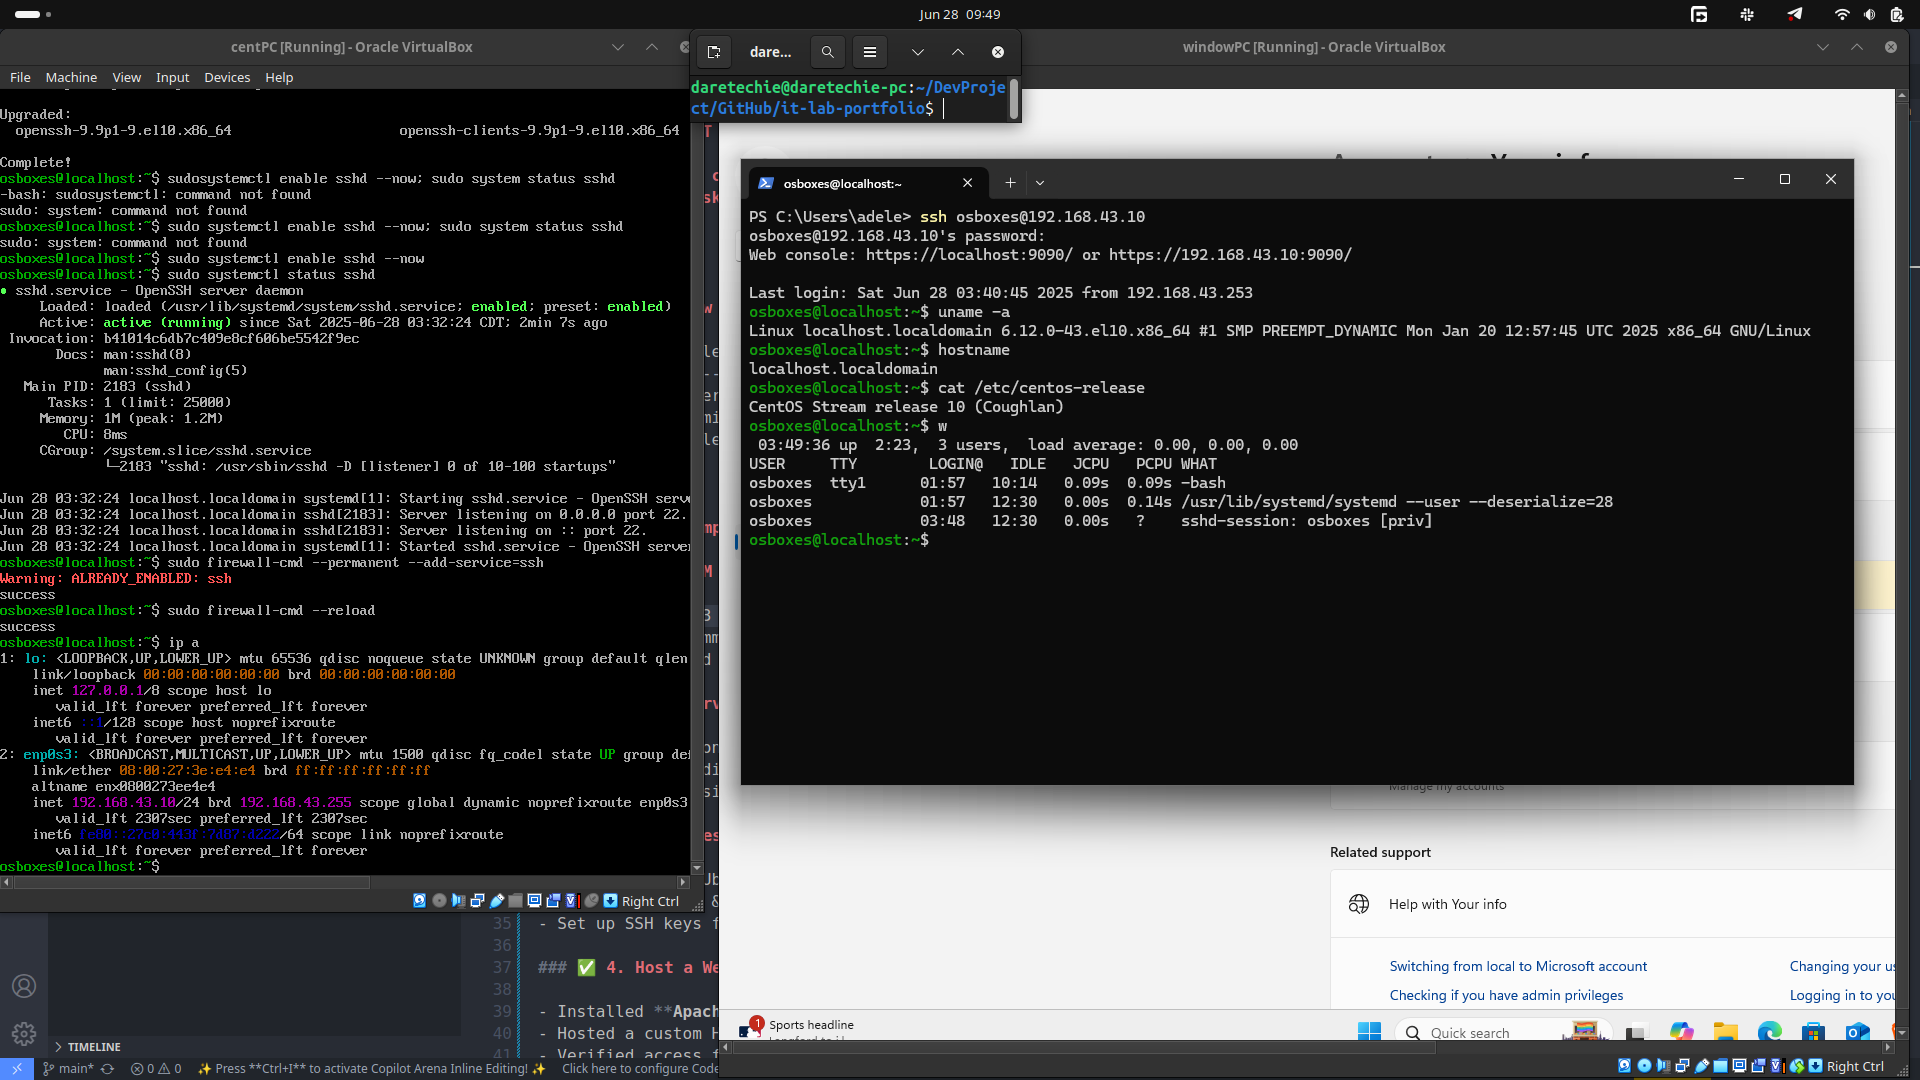 Jun 28  09:49
centPC [Running] - Oracle VirtualBox
File Machine View Input Devices Help
Upgraded:
  openssh-9.9p1-9.el10.x86_64                     openssh-clients-9.9p1-9.el10.x86_64
Complete!
osboxes@localhost:~$ sudosystemctl enable sshd --now; sudo system status sshd
-bash: sudosystemctl: command not found
sudo: system: command not found
osboxes@localhost:~$ sudo systemctl enable sshd --now; sudo system status sshd
sudo: system: command not found
osboxes@localhost:~$ sudo systemctl enable sshd --now
osboxes@localhost:~$ sudo systemctl status sshd
● sshd.service - OpenSSH server daemon
     Loaded: loaded (/usr/lib/systemd/system/sshd.service; enabled; preset: enabled)
     Active: active (running) since Sat 2025-06-28 03:32:24 CDT; 2min 7s ago
 Invocation: b41014c6db7c409e8cf606be5542f9ec
       Docs: man:sshd(8)
             man:sshd_config(5)
   Main PID: 2183 (sshd)
      Tasks: 1 (limit: 25000)
     Memory: 1M (peak: 1.2M)
        CPU: 8ms
     CGroup: /system.slice/sshd.service
             └─2183 "sshd: /usr/sbin/sshd -D [listener] 0 of 10-100 startups"
Jun 28 03:32:24 localhost.localdomain systemd[1]: Starting sshd.service - OpenSSH serve
Jun 28 03:32:24 localhost.localdomain sshd[2183]: Server listening on 0.0.0.0 port 22.
Jun 28 03:32:24 localhost.localdomain sshd[2183]: Server listening on :: port 22.
Jun 28 03:32:24 localhost.localdomain systemd[1]: Started sshd.service - OpenSSH server
osboxes@localhost:~$ sudo firewall-cmd --permanent --add-service=ssh
Warning: ALREADY_ENABLED: ssh
success
osboxes@localhost:~$ sudo firewall-cmd --reload
success
osboxes@localhost:~$ ip a
1: lo: <LOOPBACK,UP,LOWER_UP> mtu 65536 qdisc noqueue state UNKNOWN group default qlen
    link/loopback 00:00:00:00:00:00 brd 00:00:00:00:00:00
    inet 127.0.0.1/8 scope host lo
       valid_lft forever preferred_lft forever
    inet6 ::1/128 scope host noprefixroute
       valid_lft forever preferred_lft forever
2: enp0s3: <BROADCAST,MULTICAST,UP,LOWER_UP> mtu 1500 qdisc fq_codel state UP group def
    link/ether 08:00:27:3e:e4:e4 brd ff:ff:ff:ff:ff:ff
    altname enx0800273ee4e4
    inet 192.168.43.10/24 brd 192.168.43.255 scope global dynamic noprefixroute enp0s3
       valid_lft 2307sec preferred_lft 2307sec
    inet6 fe80::27c0:443f:7d87:d222/64 scope link noprefixroute
       valid_lft forever preferred_lft forever
osboxes@localhost:~$
Right Ctrl
dare...
daretechie@daretechie-pc:~/DevProje
ct/GitHub/it-lab-portfolio$
windowPC [Running] - Oracle VirtualBox
osboxes@localhost:~
PS C:\Users\adele> ssh osboxes@192.168.43.10
osboxes@192.168.43.10's password:
Web console: https://localhost:9090/ or https://192.168.43.10:9090/
Last login: Sat Jun 28 03:40:45 2025 from 192.168.43.253
osboxes@localhost:~$ uname -a
Linux localhost.localdomain 6.12.0-43.el10.x86_64 #1 SMP PREEMPT_DYNAMIC Mon Jan 20 12:57:45 UTC 2025 x86_64 GNU/Linux
osboxes@localhost:~$ hostname
localhost.localdomain
osboxes@localhost:~$ cat /etc/centos-release
CentOS Stream release 10 (Coughlan)
osboxes@localhost:~$ w
 03:49:36 up  2:23,  3 users,  load average: 0.00, 0.00, 0.00
USER     TTY        LOGIN@   IDLE   JCPU   PCPU WHAT
osboxes  tty1      01:57   10:14   0.09s  0.09s -bash
osboxes            01:57   12:30   0.00s  0.14s /usr/lib/systemd/systemd --user --deserialize=28
osboxes            03:48   12:30   0.00s   ?    sshd-session: osboxes [priv]
osboxes@localhost:~$
Manage my accounts
Related support
Help with Your info
Switching from local to Microsoft account
Changing your us
Checking if you have admin privileges
Logging in to you
1
Sports headline
Quick search
Right Ctrl
35 - Set up SSH keys f
36
37 ### ✅ 4. Host a We
38
39 - Installed **Apach
40 - Hosted a custom H
41 - Verified access f
TIMELINE
main* 0 0 ✨ Press **Ctrl+I** to activate Copilot Arena Inline Editing! ✨ Click here to configure Code